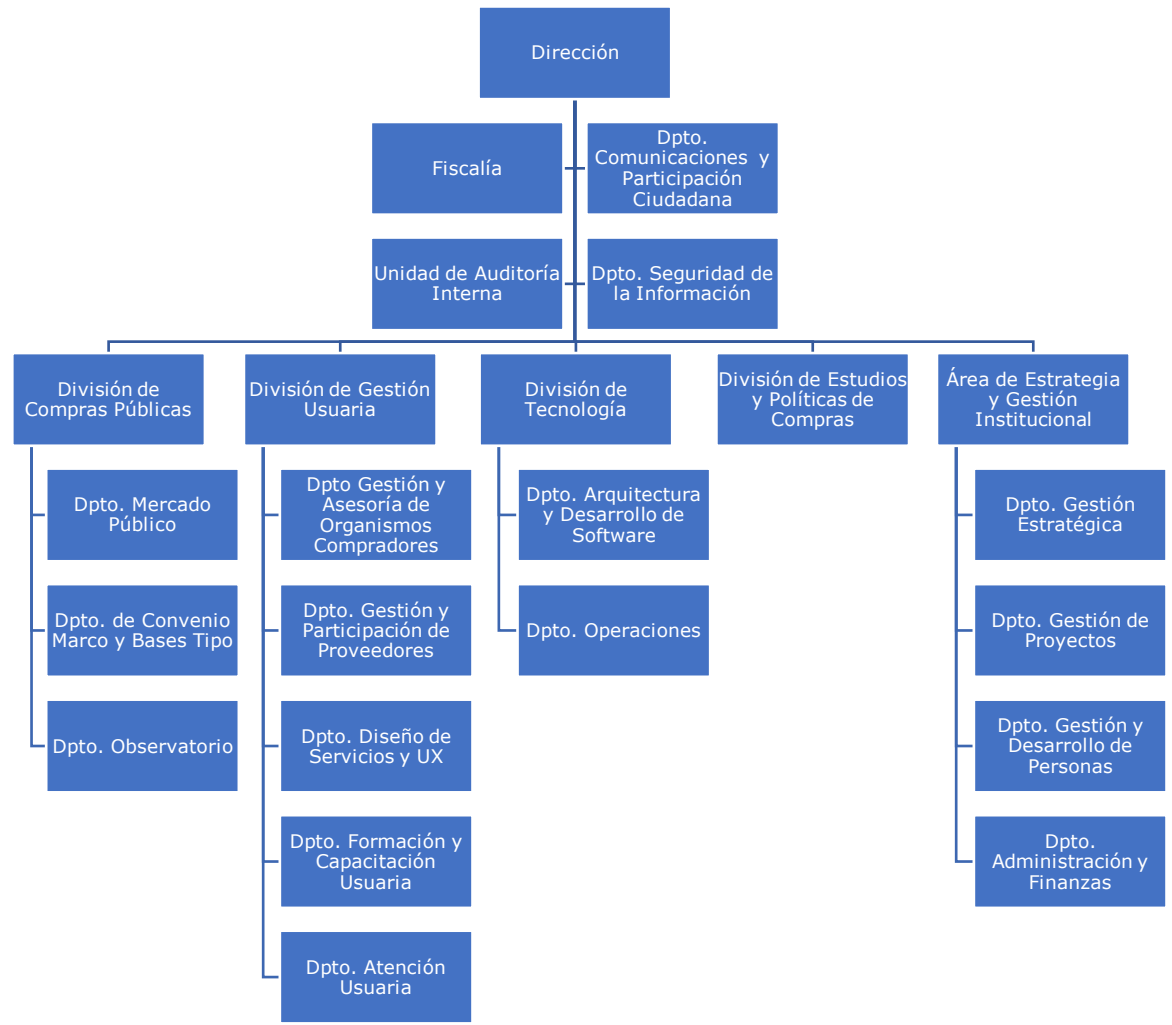 Dirección
Fiscalía
Dpto.
Comunicaciones y
Participación
Ciudadana
Unidad de Auditoría
Interna
Dpto. Seguridad de
la Información
División de
Compras Públicas
División de Gestión
Usuaria
División de
Tecnología
División de Estudios
y Políticas de
Compras
Área de Estrategia
y Gestión
Institucional
Dpto. Mercado
Público
Dpto. de Convenio
Marco y Bases Tipo
Dpto. Observatorio
Dpto Gestión y
Asesoría de
Organismos
Compradores
Dpto. Gestión y
Participación de
Proveedores
Dpto. Diseño de
Servicios y UX
Dpto. Formación y
Capacitación
Usuaria
Dpto. Atención
Usuaria
Dpto. Arquitectura
y Desarrollo de
Software
Dpto. Operaciones
Dpto. Gestión
Estratégica
Dpto. Gestión de
Proyectos
Dpto. Gestión y
Desarrollo de
Personas
Dpto.
Administración y
Finanzas